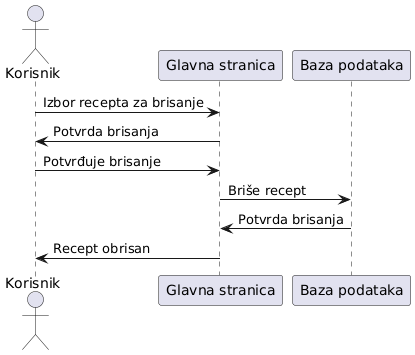 Korisnik
Glavna stranica
Baza podataka
Izbor recepta za brisanje
Potvrda brisanja
Potvrđuje brisanje
Briše recept
Potvrda brisanja
Recept obrisan
Korisnik
Glavna stranica
Baza podataka